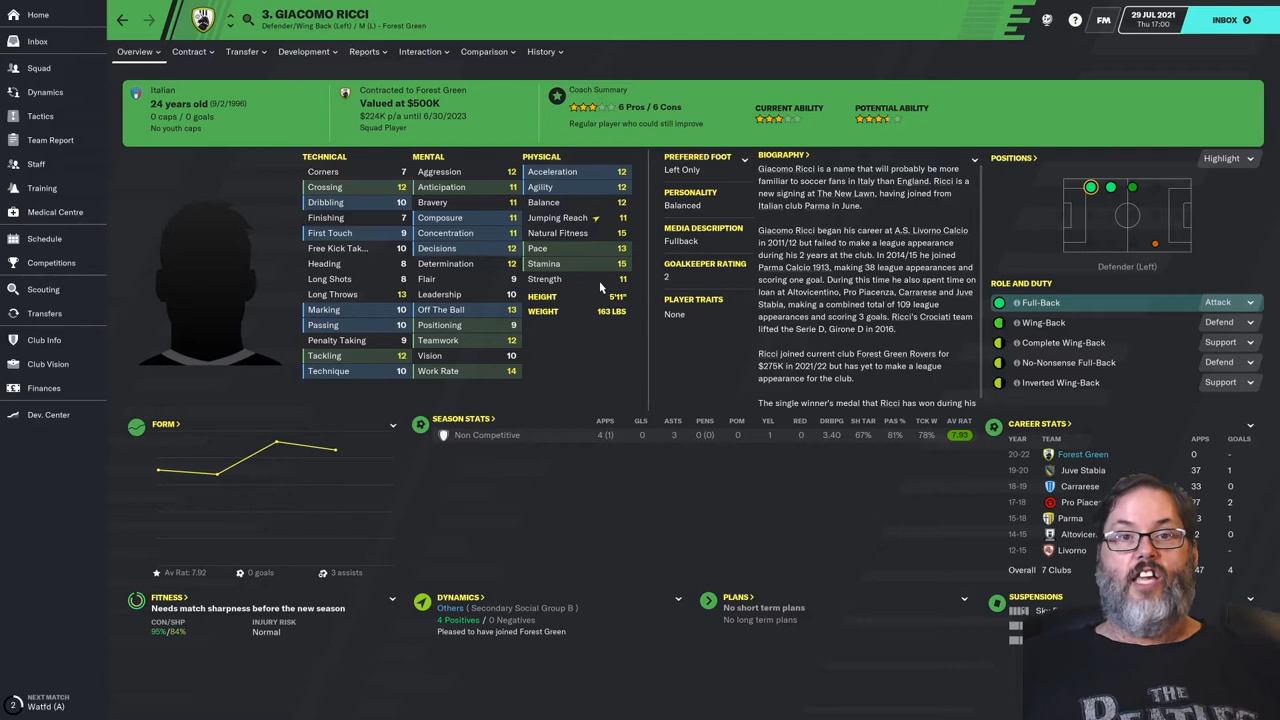 Home
Inbox
Squad
Dynamics
Tactics
Team Report
Staff
Training
Medical Centre
Schedule
Competitions
Scouting
Transfers
Club Info
Club Vision
Finances
Dev. Center
2
NEXT MATCH
Watfd (A)
3. GIACOMO RICCI
Defender/Wing Back (Left) / M (L) - Forest Green
FM
29 JUL 2021
Thu 17:00
INBOX
Overview
Contract
Transfer
Development
Reports
Interaction
Comparison
History
Italian
24 years old (9/2/1996)
0 caps / 0 goals
No youth caps
Contracted to Forest Green
Valued at $500K
$224K p/a until 6/30/2023
Squad Player
Coach Summary
6 Pros / 6 Cons
Regular player who could still improve
CURRENT ABILITY
POTENTIAL ABILITY
TECHNICAL
Corners 7
Crossing 12
Dribbling 10
Finishing 7
First Touch 9
Free Kick Tak... 10
Heading 8
Long Shots 8
Long Throws 13
Marking 10
Passing 10
Penalty Taking 9
Tackling 12
Technique 10
MENTAL
Aggression 12
Anticipation 11
Bravery 11
Composure 11
Concentration 11
Decisions 12
Determination 12
Flair 9
Leadership 10
Off The Ball 13
Positioning 9
Teamwork 12
Vision 10
Work Rate 14
PHYSICAL
Acceleration 12
Agility 12
Balance 12
Jumping Reach 11
Natural Fitness 15
Pace 13
Stamina 15
Strength 11
HEIGHT 5'11"
WEIGHT 163 LBS
PREFERRED FOOT
Left Only
PERSONALITY
Balanced
MEDIA DESCRIPTION
Fullback
GOALKEEPER RATING
2
PLAYER TRAITS
None
BIOGRAPHY
Giacomo Ricci is a name that will probably be more
familiar to soccer fans in Italy than England. Ricci is a
new signing at The New Lawn, having joined from
Italian club Parma in June.
Giacomo Ricci began his career at A.S. Livorno Calcio
in 2011/12 but failed to make a league appearance
during his 2 years at the club. In 2014/15 he joined
Parma Calcio 1913, making 38 league appearances and
scoring one goal. During this time he also spent time on
loan at Altovicentino, Pro Piacenza, Carrarese and Juve
Stabia, making a combined total of 109 league
appearances and scoring 3 goals. Ricci's Crociati team
lifted the Serie D, Girone D in 2016.
Ricci joined current club Forest Green Rovers for
$275K in 2021/22 but has yet to make a league
appearance for the club.
The single winner's medal that Ricci has won during his
POSITIONS
Highlight
Defender (Left)
ROLE AND DUTY
Full-Back Attack
Wing-Back Defend
Complete Wing-Back Support
No-Nonsense Full-Back Defend
Inverted Wing-Back Support
FORM
Av Rat: 7.92
0 goals
3 assists
SEASON STATS
APPS GLS ASTS PENS POM YEL RED DRBPG SH TAR PAS % TCK W AV RAT
Non Competitive 4 (1) 0 3 0 (0) 0 1 0 3.40 67% 81% 78% 7.93
CAREER STATS
YEAR TEAM APPS GOALS
20-22 Forest Green 0 -
19-20 Juve Stabia 37 1
18-19 Carrarese 33 0
17-18 Pro Piace 2
15-18 Parma 1
14-15 Altovice 0
12-15 Livorno -
Overall 7 Clubs 47 4
FITNESS
Needs match sharpness before the new season
CON/SHP
95%/84%
INJURY RISK
Normal
DYNAMICS
Others ( Secondary Social Group B )
4 Positives / 0 Negatives
Pleased to have joined Forest Green
PLANS
No short term plans
No long term plans
SUSPENSIONS
Sky
THE